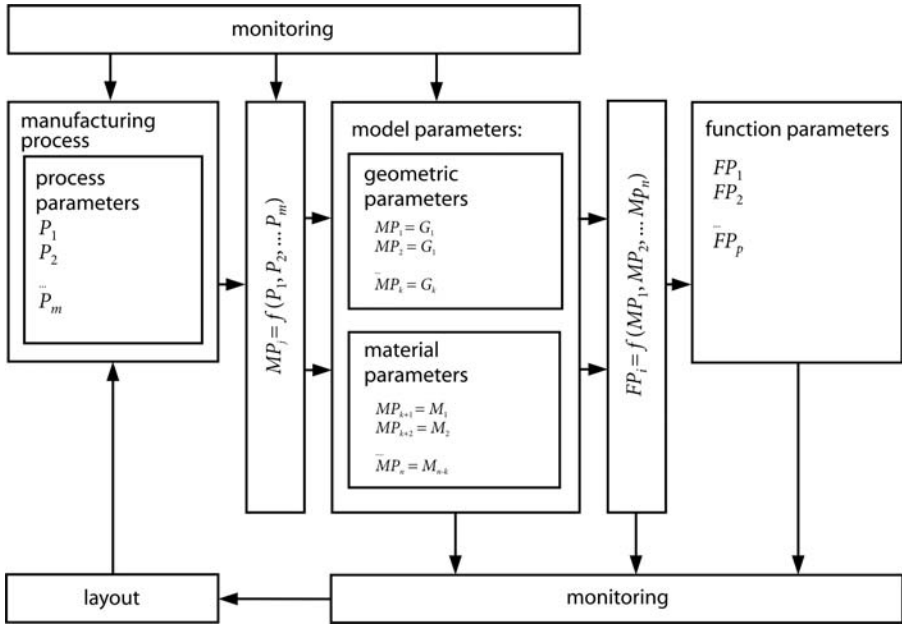 monitoring
manufacturing
process
process
parameters
P₁
P₂
...
Pₘ
MPⱼ = f (P₁, P₂, ... Pₘ)
model parameters:
geometric
parameters
MP₁ = G₁
MP₂ = G₁
...
MPₖ = Gₖ
material
parameters
MPₖ₊₁ = M₁
MPₖ₊₂ = M₂
...
MPₙ = Mₙ₋ₖ
FPᵢ = f (MP₁, MP₂, ... Mpₙ)
function parameters
FP₁
FP₂
...
FPₚ
layout
monitoring